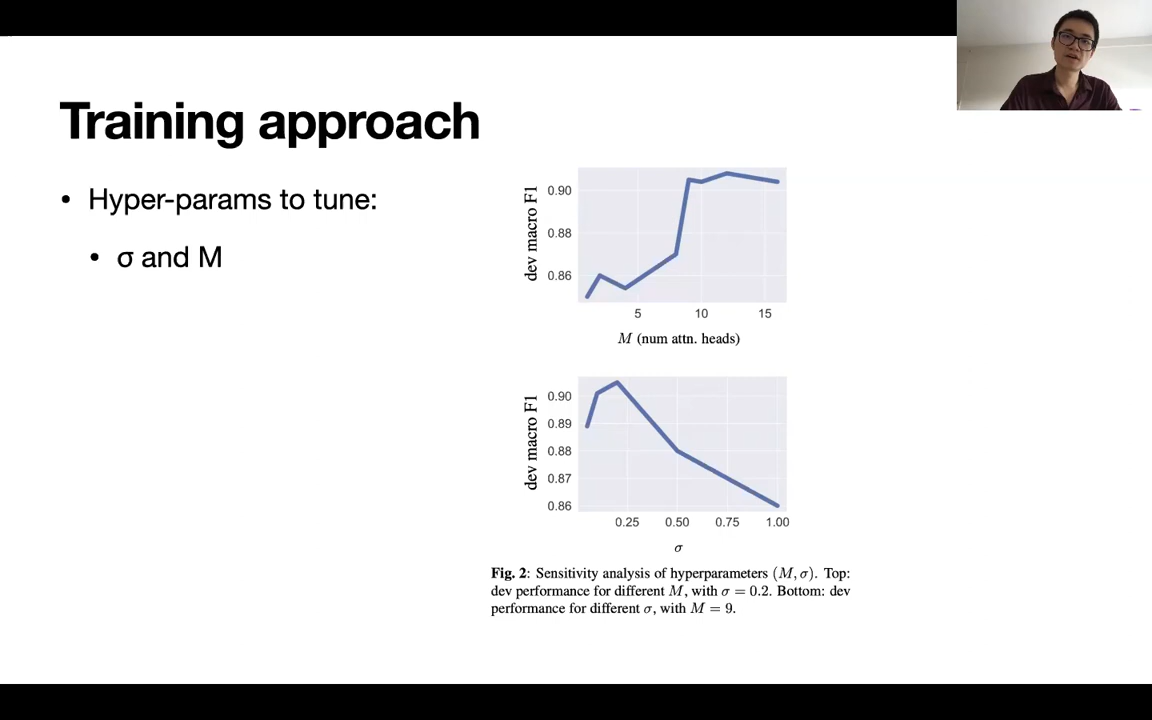 Training approach
• Hyper-params to tune:
• σ and M
dev macro F1
0.90
0.88
0.86
5 10 15
M (num attn. heads)
dev macro F1
0.90
0.89
0.88
0.87
0.86
0.25 0.50 0.75 1.00
σ
Fig. 2: Sensitivity analysis of hyperparameters (M, σ). Top:
dev performance for different M, with σ = 0.2. Bottom: dev
performance for different σ, with M = 9.